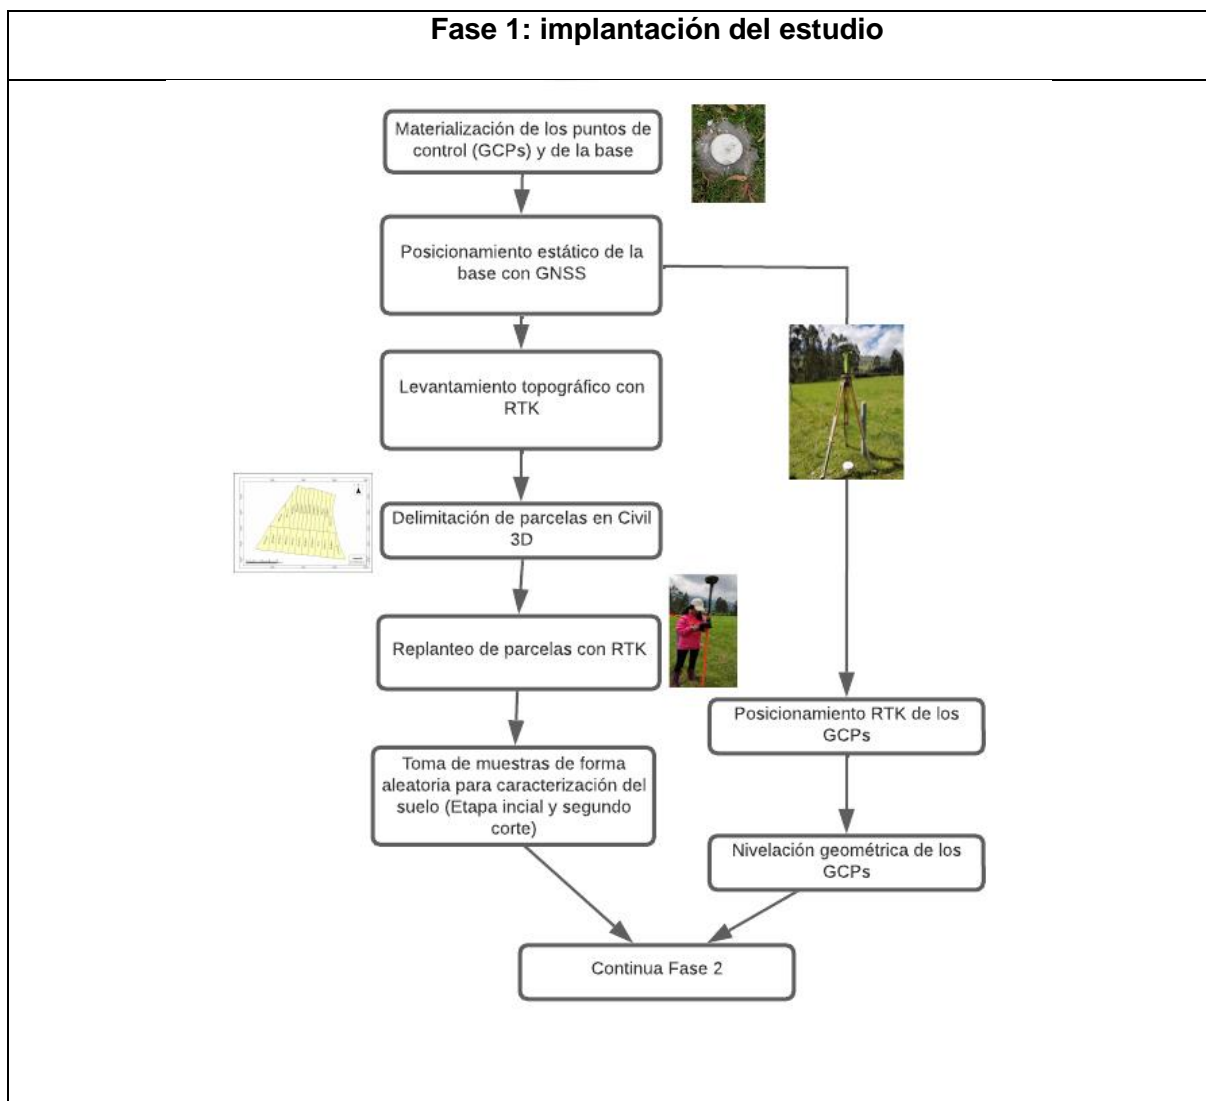 Fase 1: implantación del estudio
Materialización de los puntos de
control (GCPs) y de la base
Posicionamiento estático de la
base con GNSS
Levantamiento topográfico con
RTK
Delimitación de parcelas en Civil
3D
Replanteo de parcelas con RTK
Toma de muestras de forma
aleatoria para caracterización del
suelo (Etapa incial y segundo
corte)
Posicionamiento RTK de los
GCPs
Nivelación geométrica de los
GCPs
Continua Fase 2